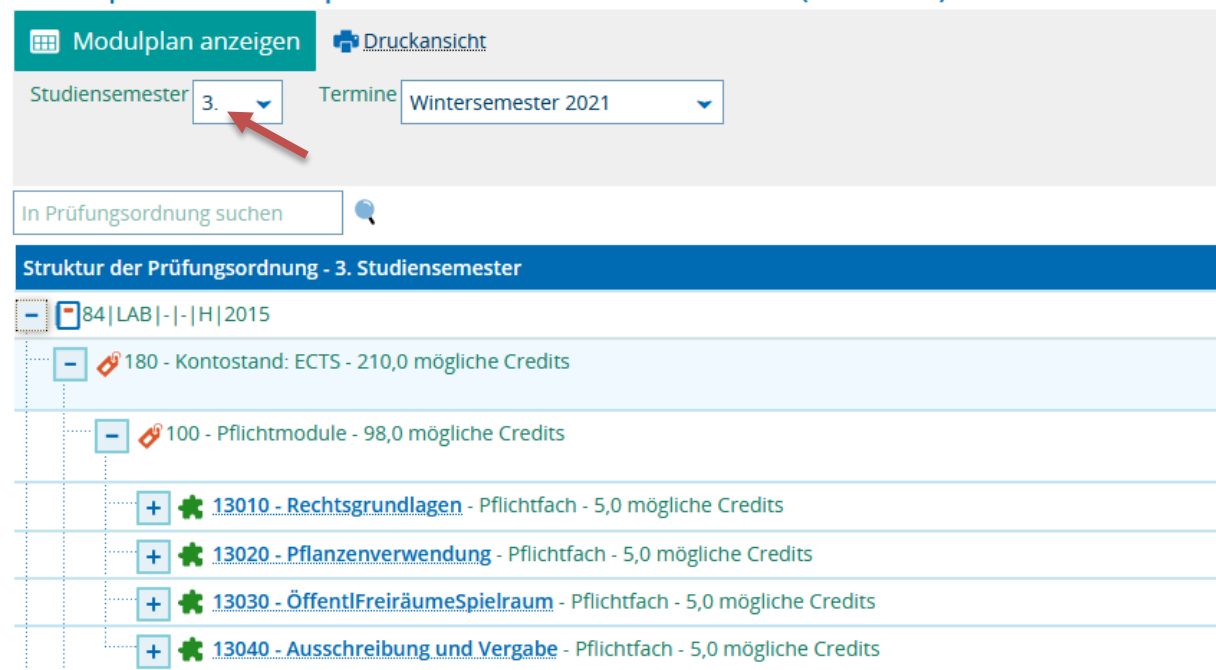 Modulplan anzeigen Druckansicht
Studiensemester 3. Termine Wintersemester 2021
In Prüfungsordnung suchen
Struktur der Prüfungsordnung - 3. Studiensemester
84|LAB|-|-|H|2015
180 - Kontostand: ECTS - 210,0 mögliche Credits
100 - Pflichtmodule - 98,0 mögliche Credits
13010 - Rechtsgrundlagen - Pflichtfach - 5,0 mögliche Credits
13020 - Pflanzenverwendung - Pflichtfach - 5,0 mögliche Credits
13030 - ÖffentlFreiräumeSpielraum - Pflichtfach - 5,0 mögliche Credits
13040 - Ausschreibung und Vergabe - Pflichtfach - 5,0 mögliche Credits